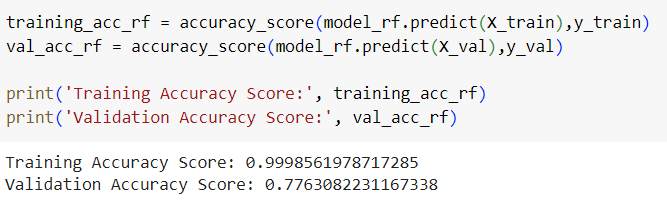 training_acc_rf = accuracy_score(model_rf.predict(X_train),y_train)
val_acc_rf = accuracy_score(model_rf.predict(X_val),y_val)
print('Training Accuracy Score:', training_acc_rf)
print('Validation Accuracy Score:', val_acc_rf)
Training Accuracy Score: 0.9998561978717285
Validation Accuracy Score: 0.7763082231167338